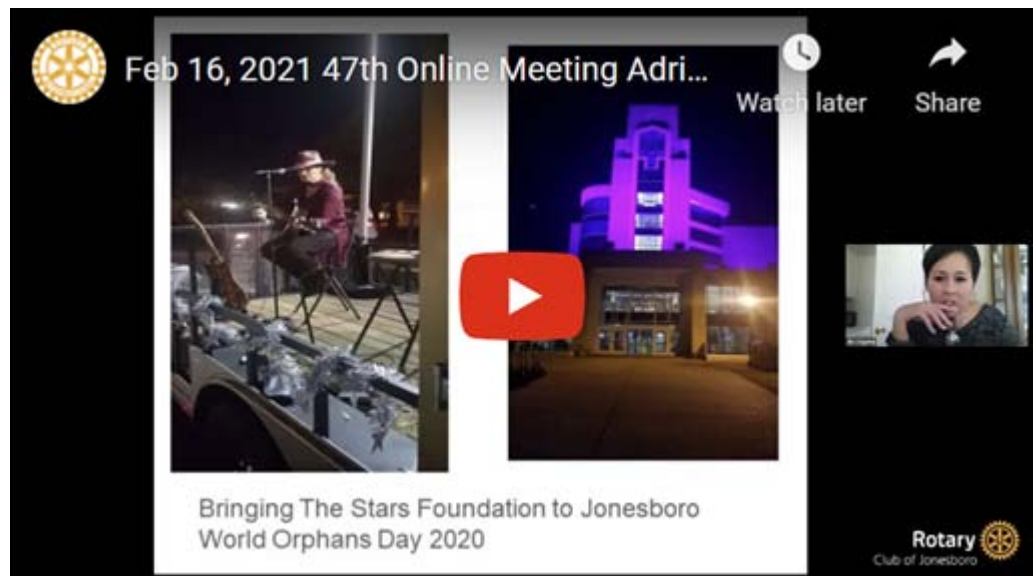 Feb 16, 2021 47th Online Meeting Adri...
Watch later
Share
Bringing The Stars Foundation to Jonesboro
World Orphans Day 2020
Rotary
Club of Jonesboro